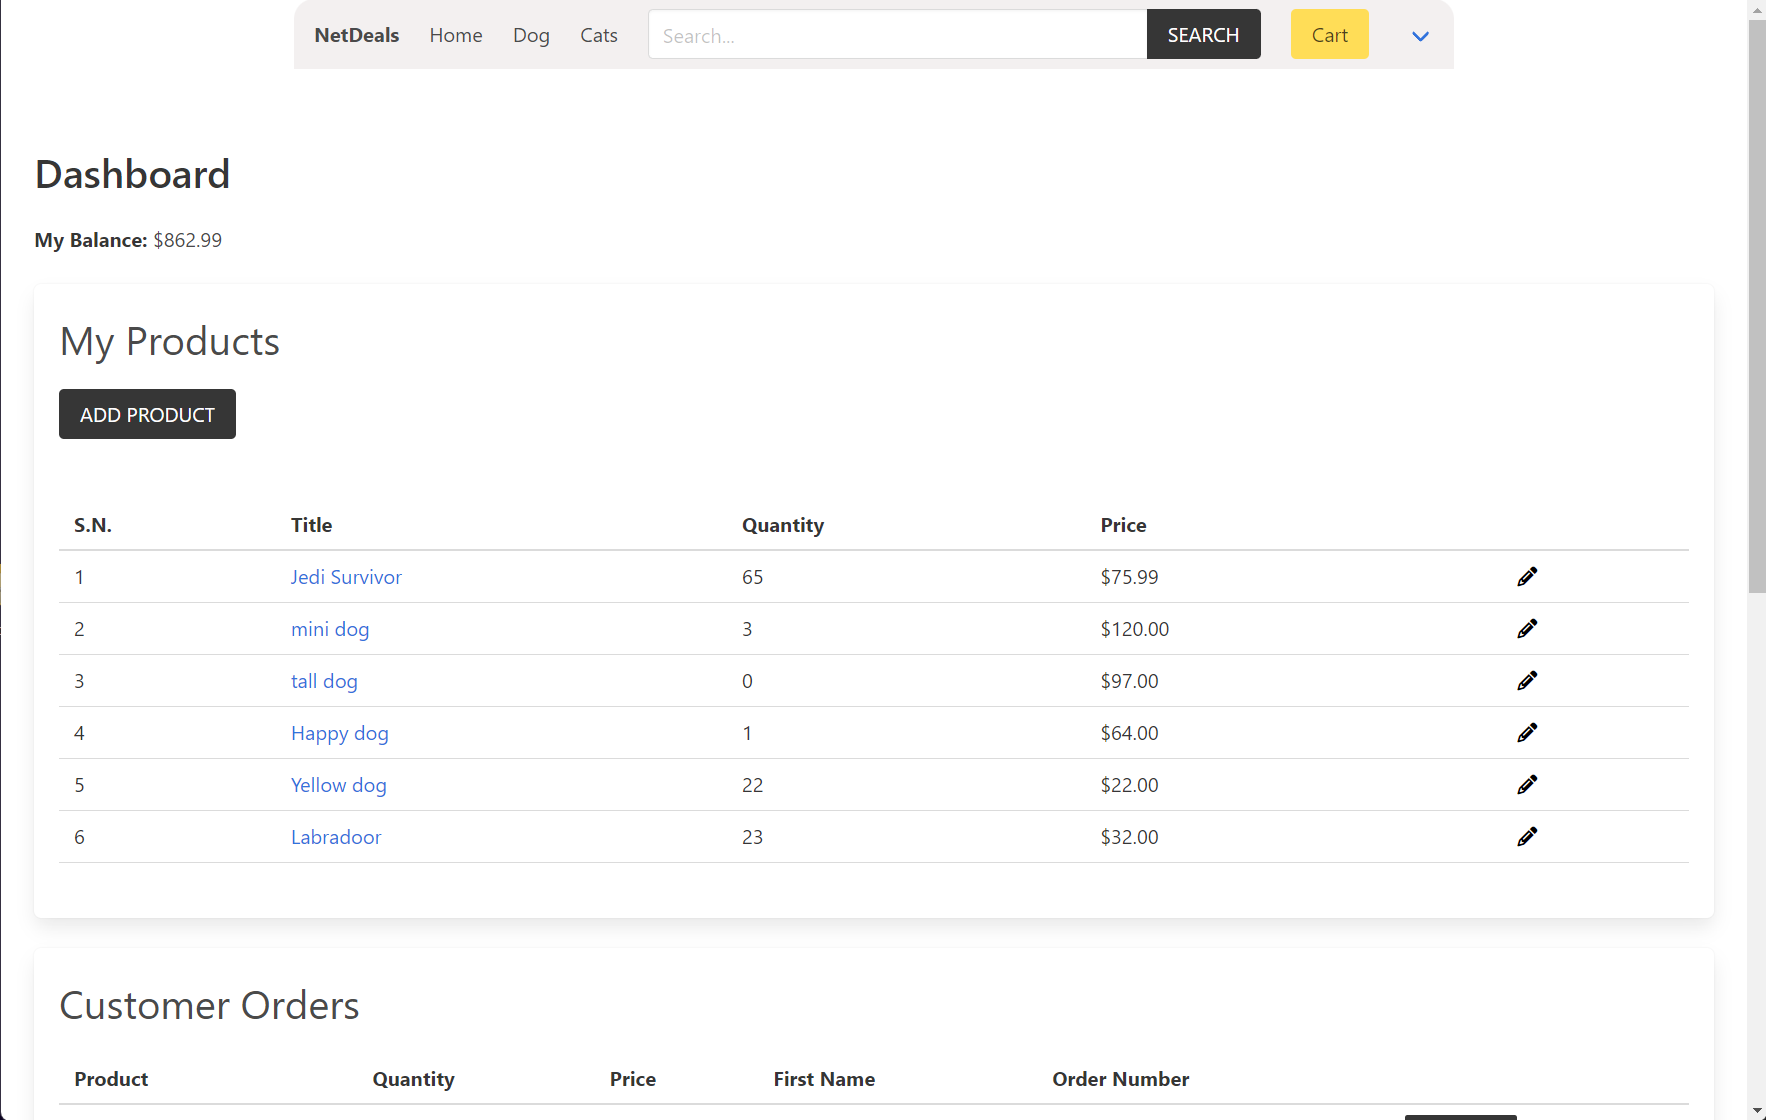 NetDeals Home Dog Cats Search... SEARCH Cart
Dashboard
My Balance: $862.99
My Products
ADD PRODUCT
S.N. Title Quantity Price
1 Jedi Survivor 65 $75.99
2 mini dog 3 $120.00
3 tall dog 0 $97.00
4 Happy dog 1 $64.00
5 Yellow dog 22 $22.00
6 Labradoor 23 $32.00
Customer Orders
Product Quantity Price First Name Order Number